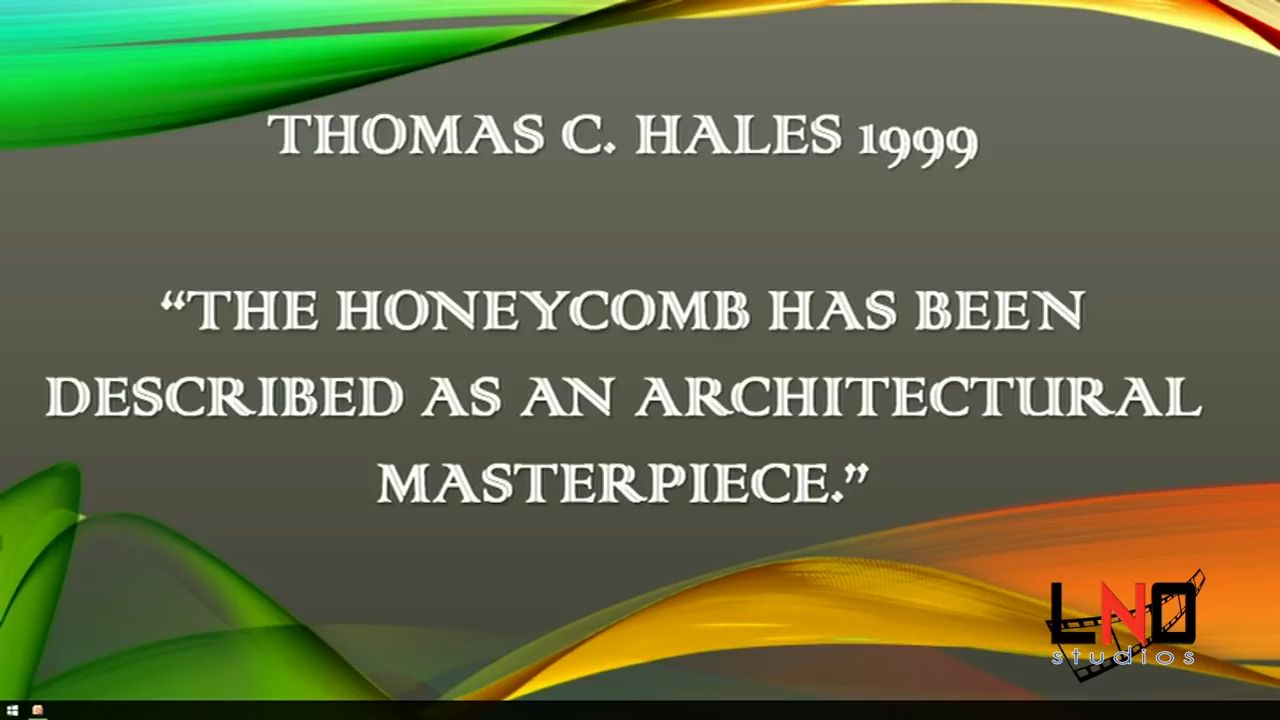 THOMAS C. HALES 1999
“THE HONEYCOMB HAS BEEN
DESCRIBED AS AN ARCHITECTURAL
MASTERPIECE.”
LNO
studios